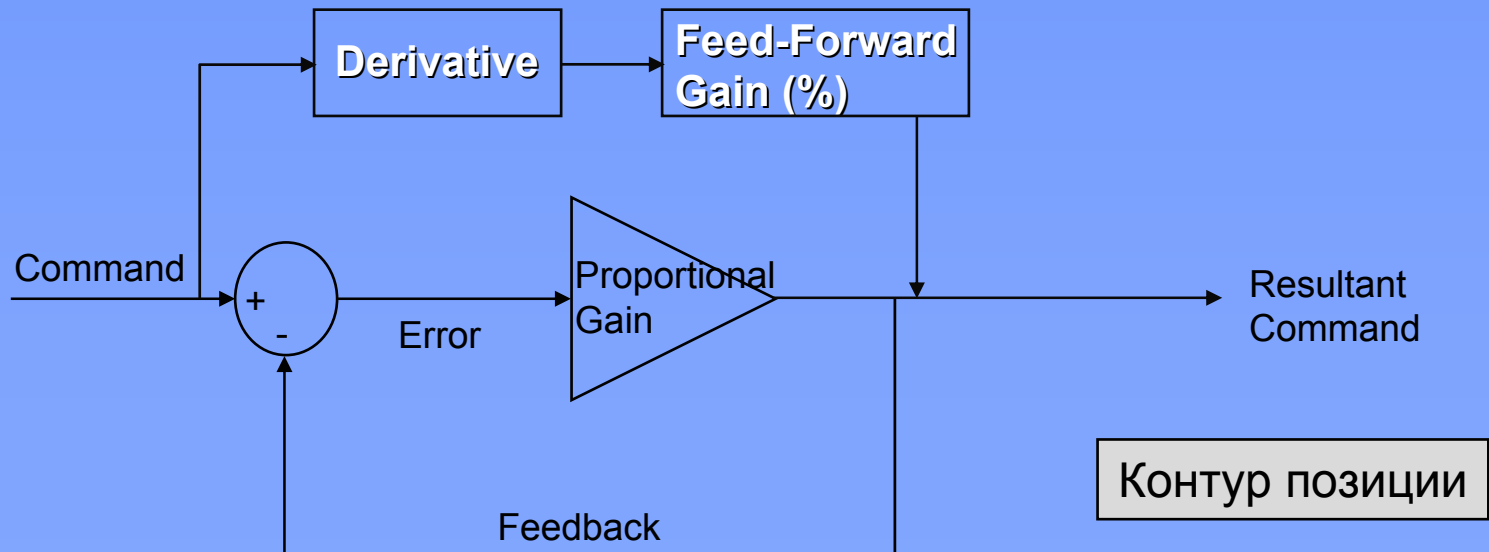 Derivative
Feed-Forward
Gain (%)
Command
+
-
Error
Proportional
Gain
Resultant
Command
Контур позиции
Feedback